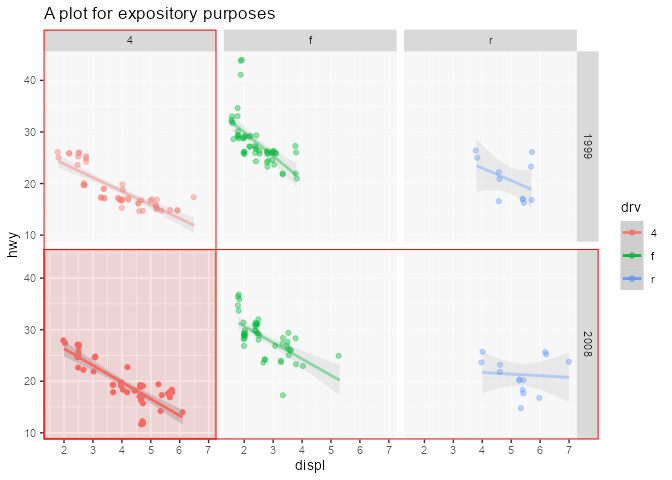 A plot for expository purposes
4 f r
40
30
20
10
1999
40
30
20
10
2008
hwy
2 3 4 5 6 7 2 3 4 5 6 7 2 3 4 5 6 7
displ
drv
4
f
r